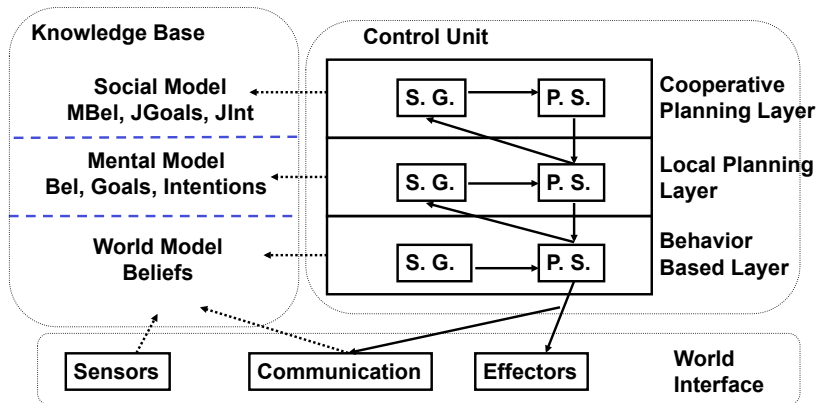 Knowledge Base
Control Unit
Social Model
MBel, JGoals, JInt
S. G.
P. S.
Cooperative
Planning Layer
Mental Model
Bel, Goals, Intentions
S. G.
P. S.
Local Planning
Layer
World Model
Beliefs
S. G.
P. S.
Behavior
Based Layer
Sensors
Communication
Effectors
World
Interface